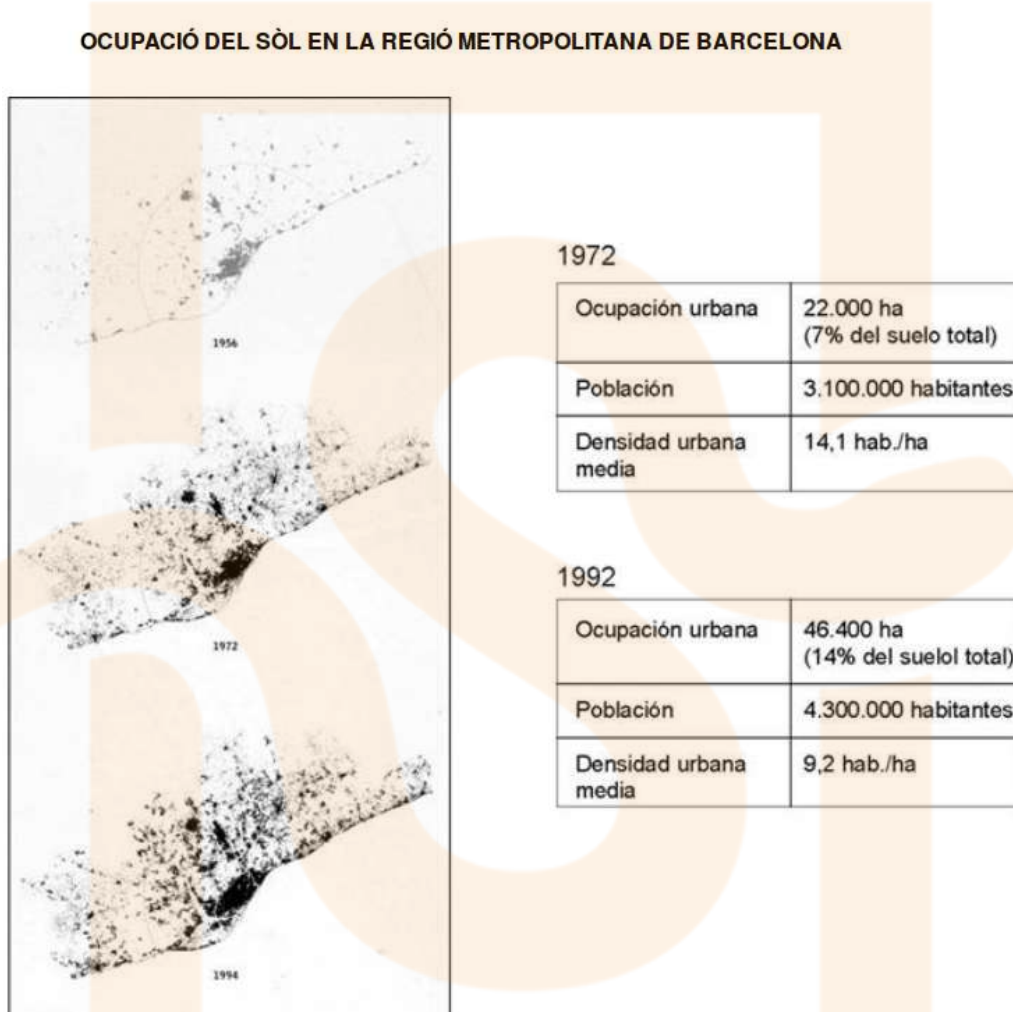 OCUPACIÓ DEL SÒL EN LA REGIÓ METROPOLITANA DE BARCELONA
1956
1972
1994
1972
Ocupación urbana
22.000 ha
(7% del suelo total)
Población
3.100.000 habitantes
Densidad urbana
media
14,1 hab./ha
1992
Ocupación urbana
46.400 ha
(14% del suelol total)
Población
4.300.000 habitantes
Densidad urbana
media
9,2 hab./ha